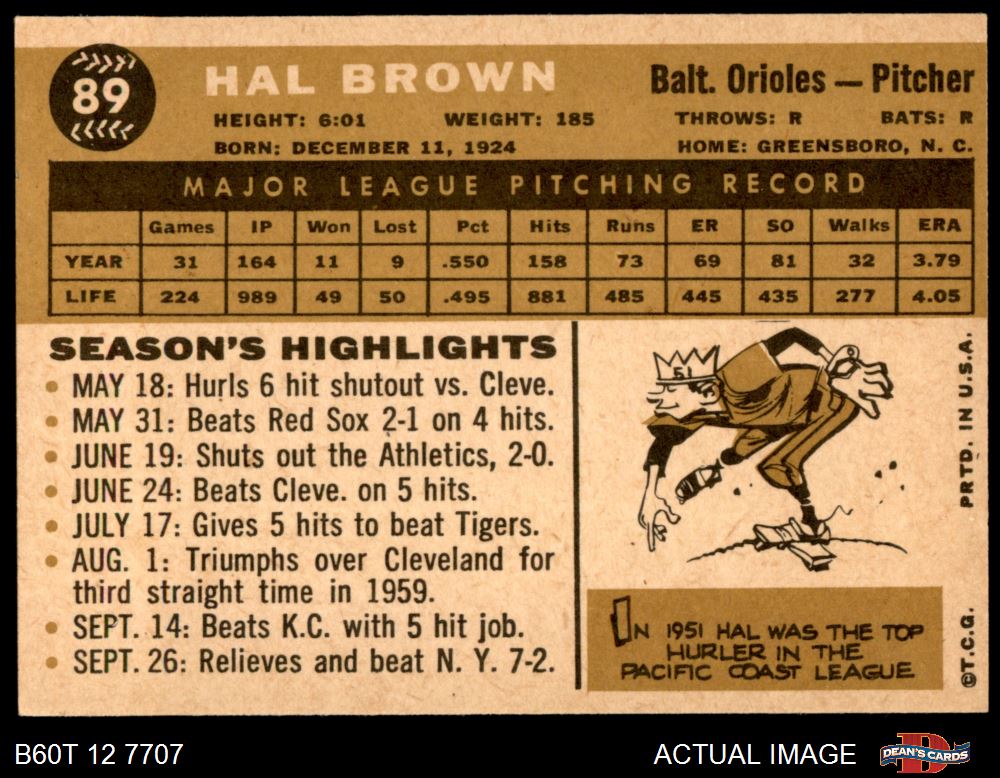 89
HAL BROWN
Balt. Orioles — Pitcher
HEIGHT: 6:01 WEIGHT: 185 THROWS: R BATS: R
BORN: DECEMBER 11, 1924 HOME: GREENSBORO, N. C.
MAJOR LEAGUE PITCHING RECORD
Games IP Won Lost Pct Hits Runs ER SO Walks ERA
YEAR 31 164 11 9 .550 158 73 69 81 32 3.79
LIFE 224 989 49 50 .495 881 485 445 435 277 4.05
SEASON'S HIGHLIGHTS
• MAY 18: Hurls 6 hit shutout vs. Cleve.
• MAY 31: Beats Red Sox 2-1 on 4 hits.
• JUNE 19: Shuts out the Athletics, 2-0.
• JUNE 24: Beats Cleve. on 5 hits.
• JULY 17: Gives 5 hits to beat Tigers.
• AUG. 1: Triumphs over Cleveland for
third straight time in 1959.
• SEPT. 14: Beats K.C. with 5 hit job.
• SEPT. 26: Relieves and beat N. Y. 7-2.
51
IN 1951 HAL WAS THE TOP
HURLER IN THE
PACIFIC COAST LEAGUE
PRTD. IN U.S.A.
©T.C.G.
B60T 12 7707
ACTUAL IMAGE
DEAN'S CARDS